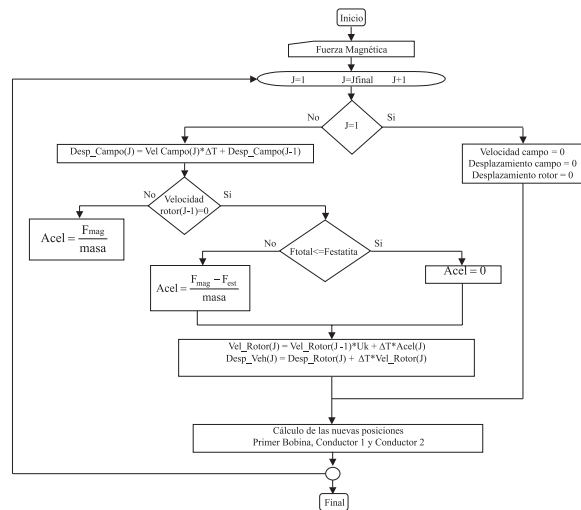 Inicio
Fuerza Magnética
J=1 J=Jfinal J+1
No
J=1
Si
Desp_Campo(J) = Vel Campo(J)*ΔT + Desp_Campo(J-1)
Velocidad campo = 0
Desplazamiento campo = 0
Desplazamiento rotor = 0
No
Velocidad
rotor(J-1)=0
Si
Acel = Fmag
masa
No
Ftotal<=Festatita
Si
Acel = Fmag – Fest
masa
Acel = 0
Vel_Rotor(J) = Vel_Rotor(J-1)*Uk + ΔT*Acel(J)
Desp_Veh(J) = Desp_Rotor(J) + ΔT*Vel_Rotor(J)
Cálculo de las nuevas posiciones
Primer Bobina, Conductor 1 y Conductor 2
Final